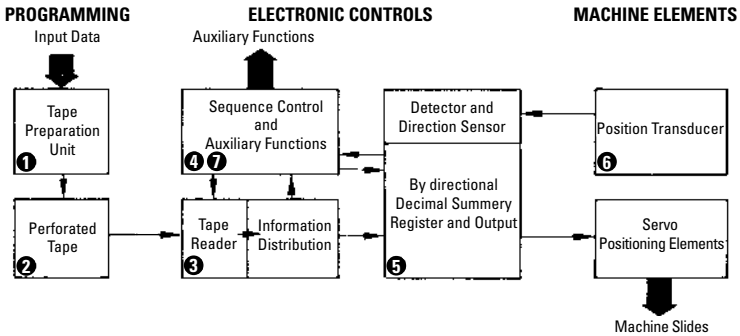 PROGRAMMING
ELECTRONIC CONTROLS
MACHINE ELEMENTS
Input Data
Auxiliary Functions
Tape
Preparation
Unit
1
Sequence Control
and
Auxiliary Functions
4 7
Detector and
Direction Sensor
Position Transducer
6
Perforated
Tape
2
Tape
Reader
3
Information
Distribution
By directional
Decimal Summery
Register and Output
5
Servo
Positioning Elements
Machine Slides